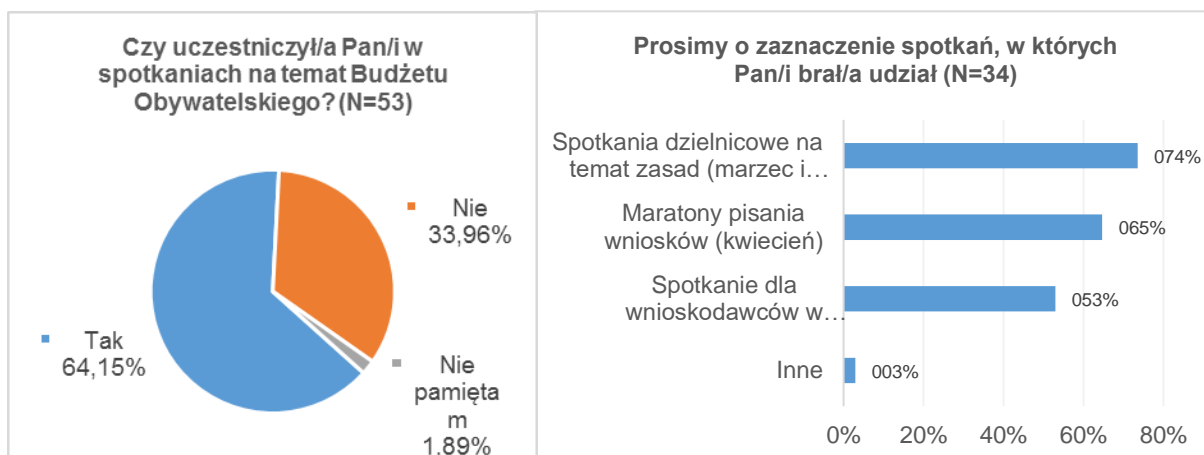 Czy uczestniczył/a Pan/i w
spotkaniach na temat Budżetu
Obywatelskiego? (N=53)
Nie
33,96%
Tak
64,15%
Nie
pamięta
m
1,89%
Prosimy o zaznaczenie spotkań, w których
Pan/i brał/a udział (N=34)
Spotkania dzielnicowe na
temat zasad (marzec i…
074%
Maratony pisania
wniosków (kwiecień)
065%
Spotkanie dla
wnioskodawców w…
053%
Inne
003%
0% 20% 40% 60% 80%